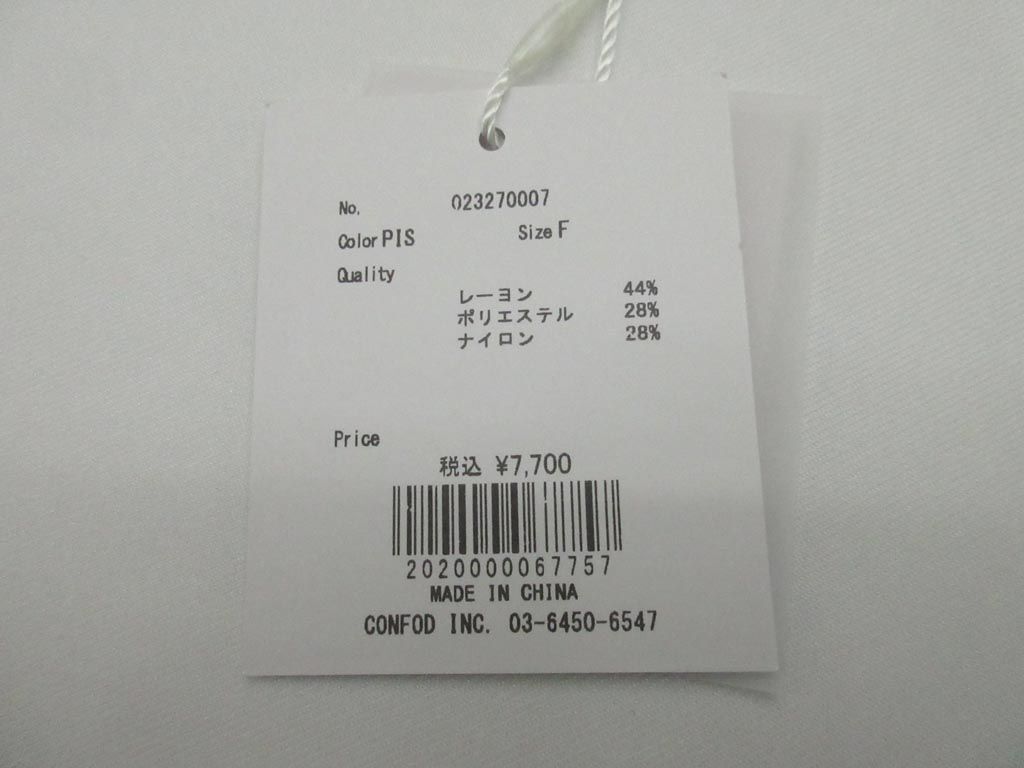 No. 023270007
Color PIS Size F
Quality
レーヨン 44%
ポリエステル 28%
ナイロン 28%
Price
税込 ¥7,700
2020000067757
MADE IN CHINA
CONFOD INC. 03-6450-6547